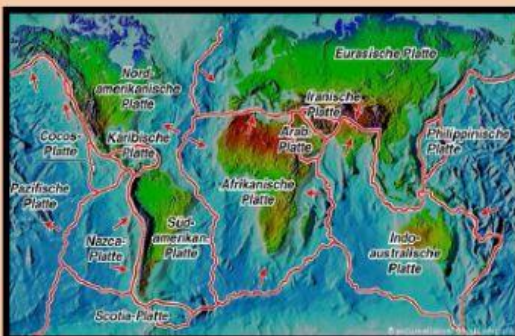 Eurasische Platte
Nord-
amerikanische
Platte
Iranische
Platte
Cocos-
Platte
Karibische
Platte
Arab.
Platte
Philippinische
Platte
Pazifische
Platte
Afrikanische
Platte
Nazca-
Platte
Süd-
amerikan.
Platte
Indo-
australische
Platte
Scotia-Platte